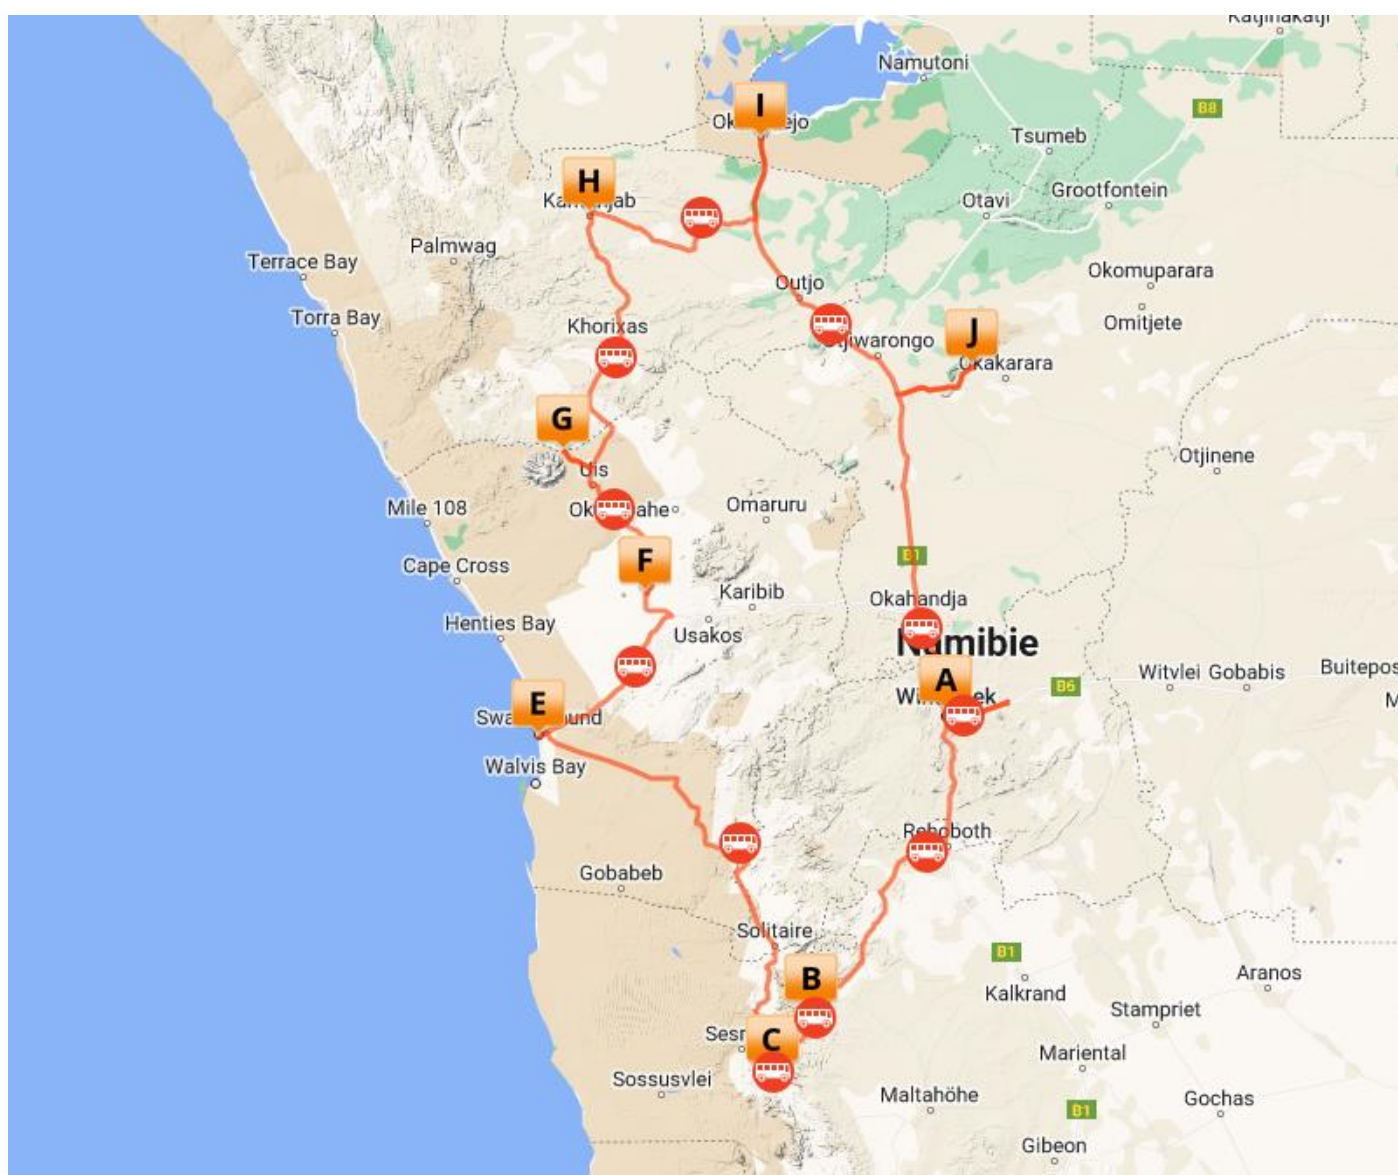 Katjinakatji
Namutoni
B8
I
Tsumeb
H
Otavi
Grootfontein
Palmwag
Terrace Bay
Okomuparara
Outjo
Torra Bay
Omitjete
Khorixas
J
Okakarara
G
Otjinene
Uis
Mile 108
Omaruru
B1
F
Cape Cross
Karibib
Okahandja
Henties Bay
Usakos
Namibie
Witvlei Gobabis
A
B6
E
Walvis Bay
Rehoboth
Gobabeb
Solitaire
B1
B
Aranos
Kalkrand
Stampriet
C
Mariental
Sossusvlei
Maltahöhe
B1
Gochas
Gibeon